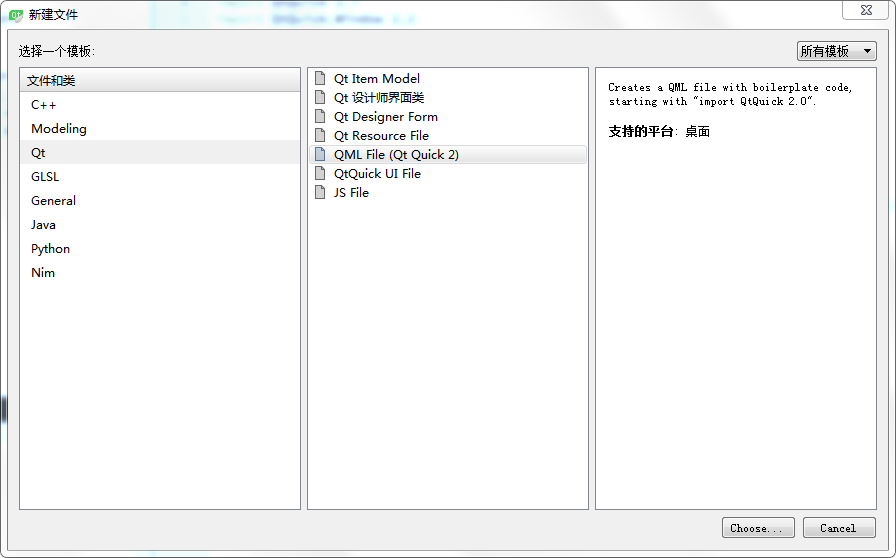 新建文件
选择一个模板:
所有模板
文件和类
C++
Modeling
Qt
GLSL
General
Java
Python
Nim
Qt Item Model
Qt 设计师界面类
Qt Designer Form
Qt Resource File
QML File (Qt Quick 2)
QtQuick UI File
JS File
Creates a QML file with boilerplate code,
starting with "import QtQuick 2.0".
支持的平台: 桌面
Choose...
Cancel